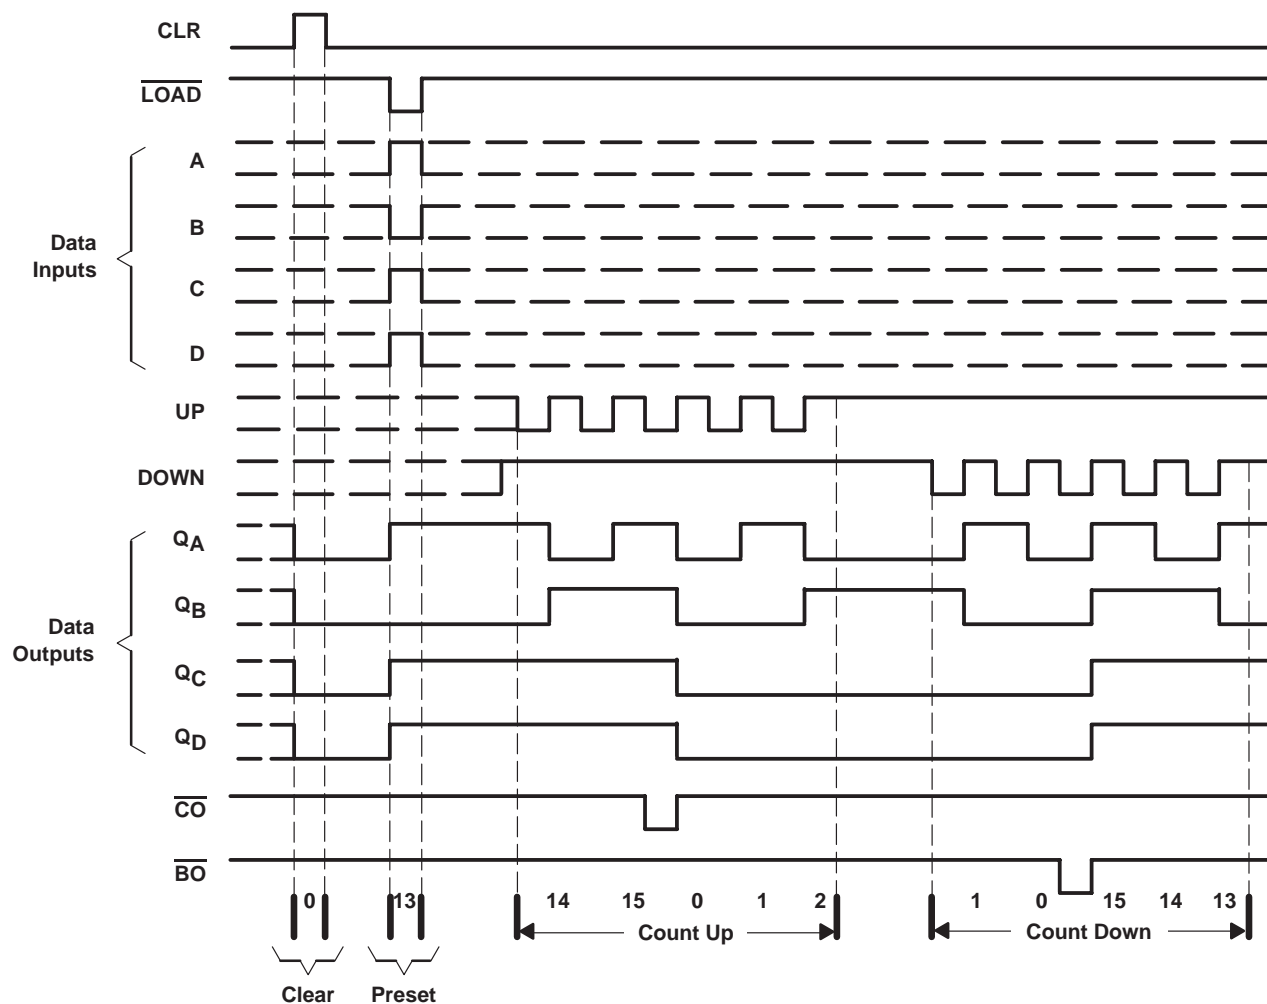 CLR
LOAD
A
B
C
D
Data
Inputs
UP
DOWN
QA
QB
QC
QD
Data
Outputs
CO
BO
0 13 14 15 0 1 2 1 0 15 14 13
Count Up Count Down
Clear Preset